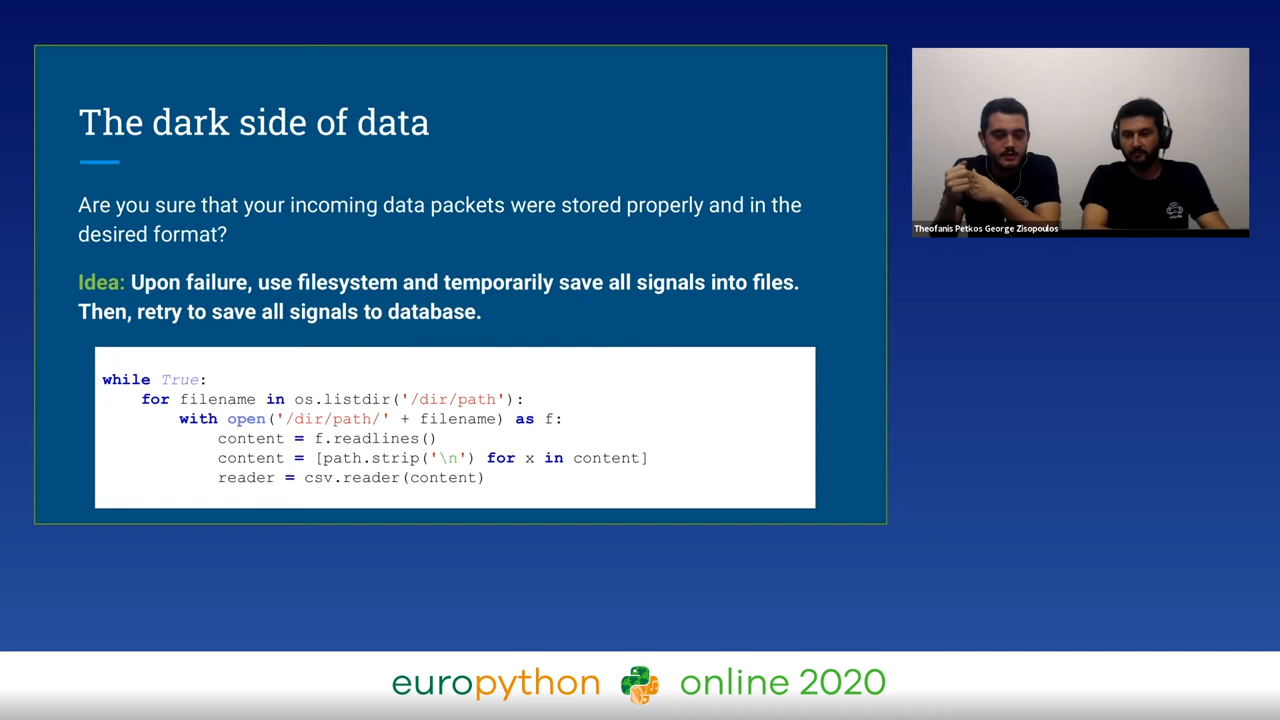 The dark side of data
Are you sure that your incoming data packets were stored properly and in the
desired format?
Idea: Upon failure, use filesystem and temporarily save all signals into files.
Then, retry to save all signals to database.
while True:
    for filename in os.listdir('/dir/path'):
        with open('/dir/path/' + filename) as f:
            content = f.readlines()
            content = [path.strip('\n') for x in content]
            reader = csv.reader(content)
Theofanis Petkos George Zisopoulos
europython online 2020